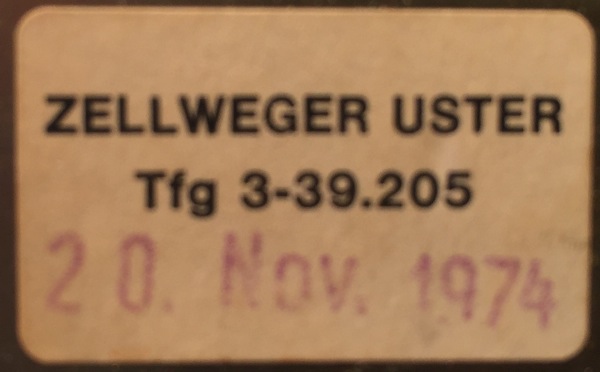 ZELLWEGER USTER
Tfg 3-39.205
20. Nov. 1974